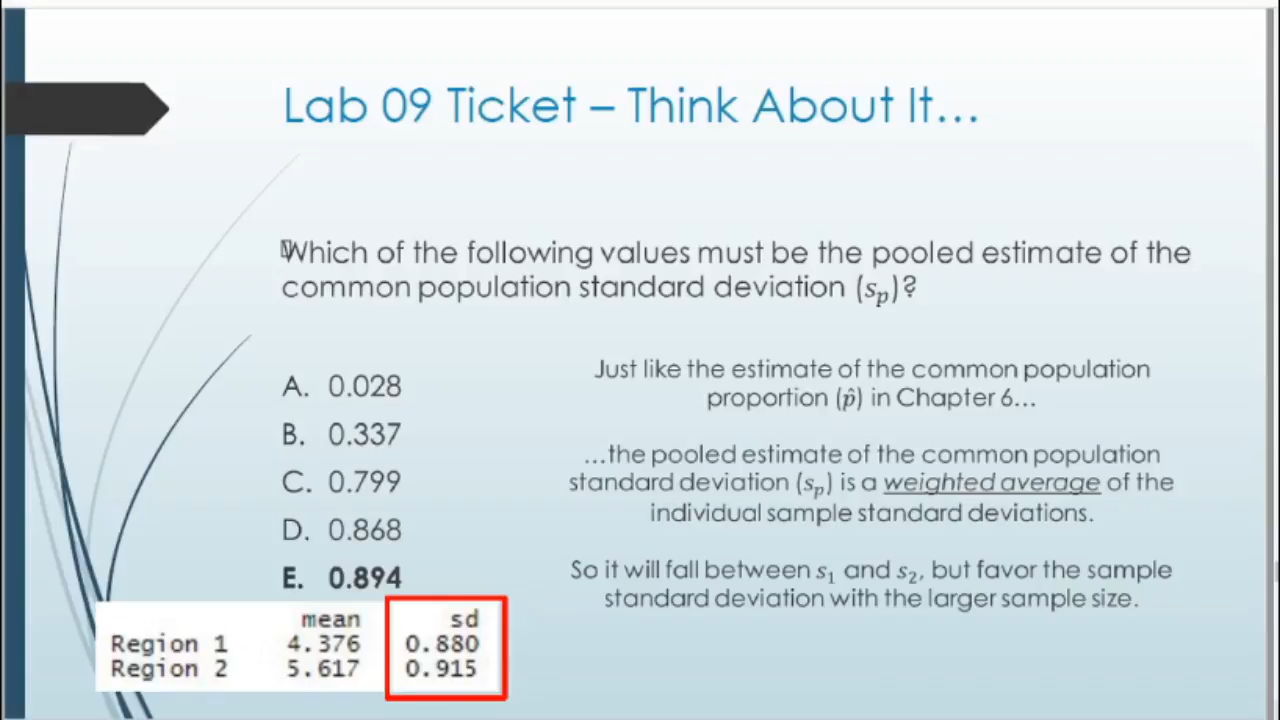 Lab 09 Ticket – Think About It...
Which of the following values must be the pooled estimate of the
common population standard deviation (sₚ)?
A. 0.028
B. 0.337
C. 0.799
D. 0.868
E. 0.894
Just like the estimate of the common population
proportion (p̂) in Chapter 6...
...the pooled estimate of the common population
standard deviation (sₚ) is a weighted average of the
individual sample standard deviations.
So it will fall between s₁ and s₂, but favor the sample
standard deviation with the larger sample size.
mean sd
Region 1 4.376 0.880
Region 2 5.617 0.915